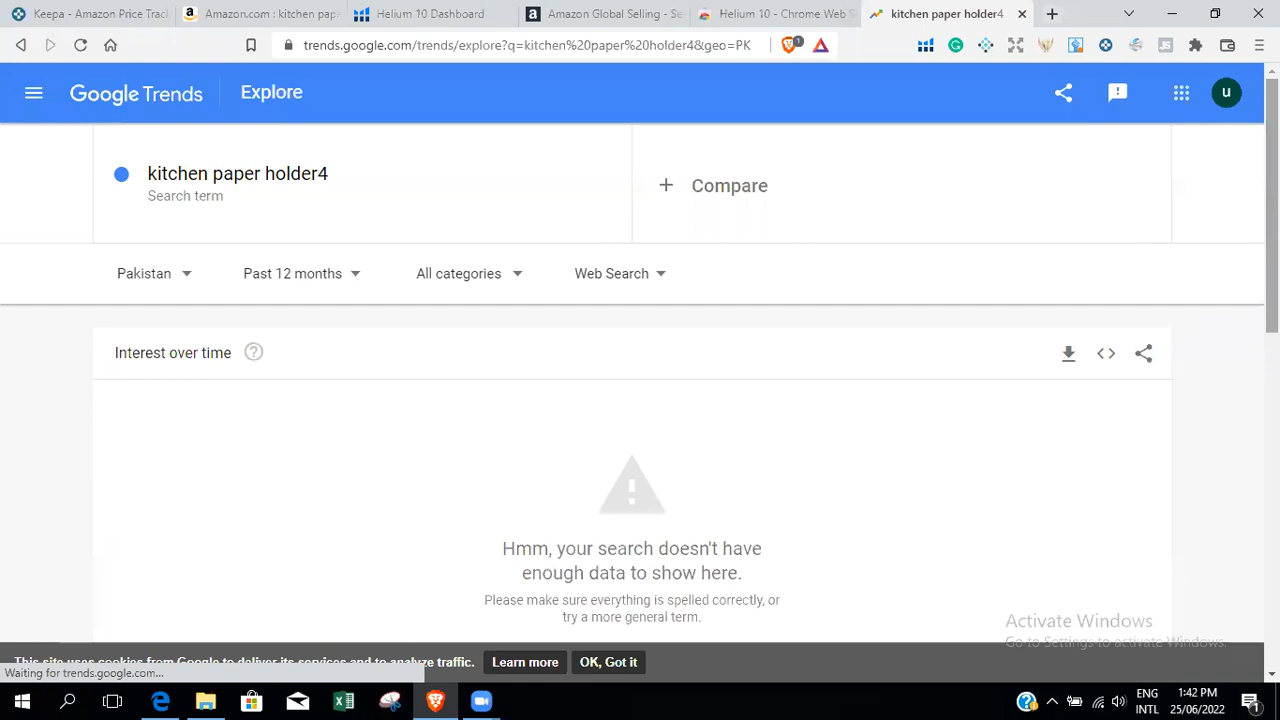 Keepa - Amazon Price Track
Amazon.com : kitchen pape
Helium 10 Dashboard
Amazon Global Selling - Se
Helium 10 - Chrome Web S
kitchen paper holder4
trends.google.com/trends/explore?q=kitchen%20paper%20holder4&geo=PK
1
Google Trends
Explore
u
kitchen paper holder4
Search term
+ Compare
Pakistan
Past 12 months
All categories
Web Search
Interest over time
Hmm, your search doesn't have
enough data to show here.
Please make sure everything is spelled correctly, or
try a more general term.
Activate Windows
Go to Settings to activate Windows.
This site uses cookies from Google to deliver its services and to analyze traffic.
Learn more
OK, Got it
Waiting for trends.google.com...
ENG
INTL
1:42 PM
25/06/2022
1